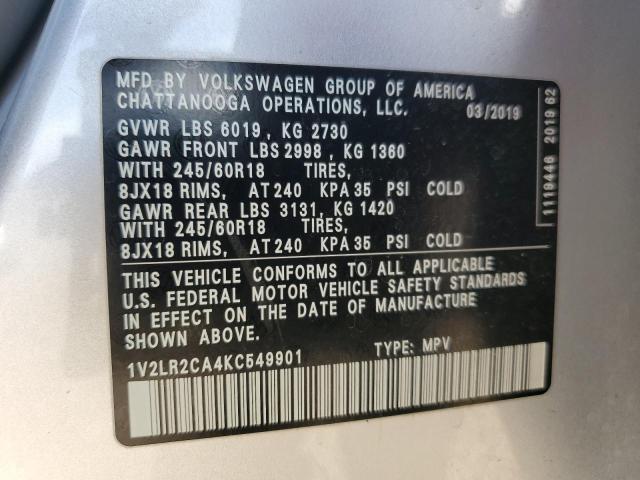 MFD BY VOLKSWAGEN GROUP OF AMERICA
CHATTANOOGA OPERATIONS, LLC. 03/2019
GVWR LBS 6019 , KG 2730
GAWR FRONT LBS 2998 , KG 1360
WITH 245/60R18 TIRES,
8JX18 RIMS, AT 240 KPA 35 PSI COLD
GAWR REAR LBS 3131, KG 1420
WITH 245/60R18 TIRES,
8JX18 RIMS, AT 240 KPA 35 PSI COLD
THIS VEHICLE CONFORMS TO ALL APPLICABLE
U.S. FEDERAL MOTOR VEHICLE SAFETY STANDARDS
IN EFFECT ON THE DATE OF MANUFACTURE
SHOWN ABOVE.
1V2LR2CA4KC549901 TYPE: MPV
1119446 2019 62